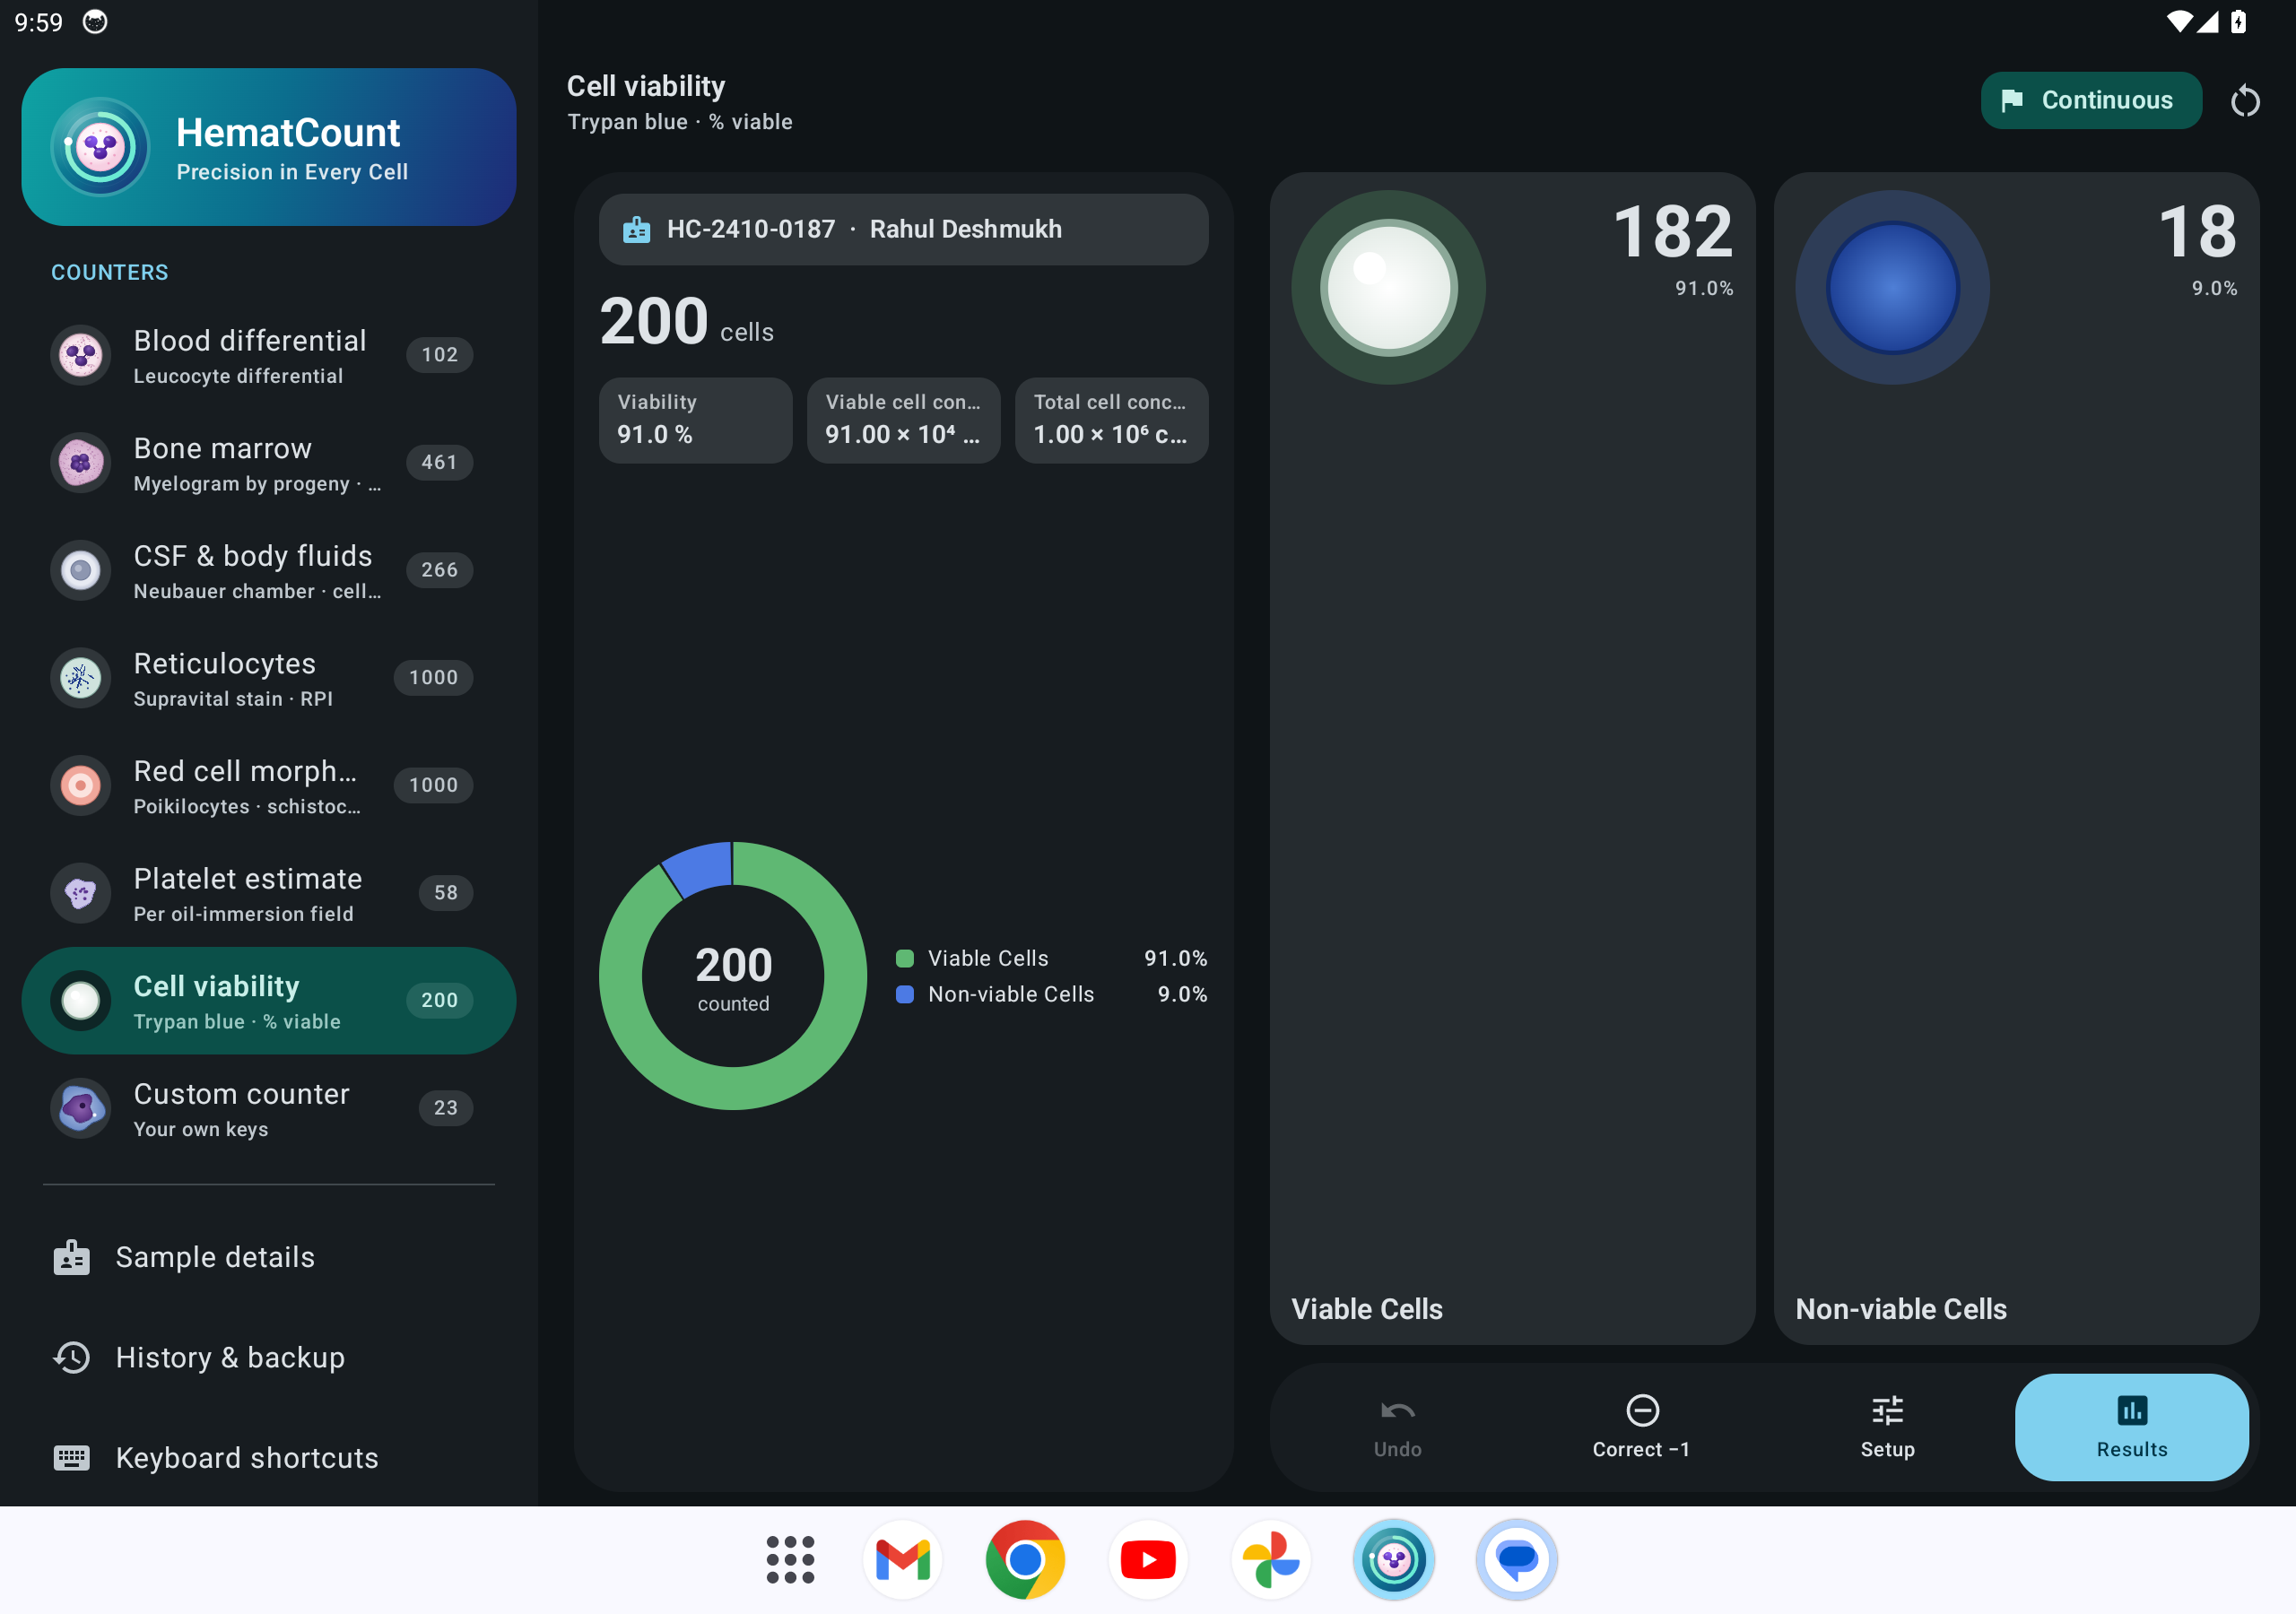 9:59
HematCount
Precision in Every Cell
COUNTERS
Blood differential
Leucocyte differential
102
Bone marrow
Myelogram by progeny · …
461
CSF & body fluids
Neubauer chamber · cell…
266
Reticulocytes
Supravital stain · RPI
1000
Red cell morph…
Poikilocytes · schistoc…
1000
Platelet estimate
Per oil-immersion field
58
Cell viability
Trypan blue · % viable
200
Custom counter
Your own keys
23
Sample details
History & backup
Keyboard shortcuts
Cell viability
Trypan blue · % viable
Continuous
HC-2410-0187 · Rahul Deshmukh
200 cells
Viability
91.0 %
Viable cell con…
91.00 × 10⁴ …
Total cell conc…
1.00 × 10⁶ c…
200
counted
Viable Cells 91.0%
Non-viable Cells 9.0%
182
91.0%
Viable Cells
18
9.0%
Non-viable Cells
Undo
Correct −1
Setup
Results